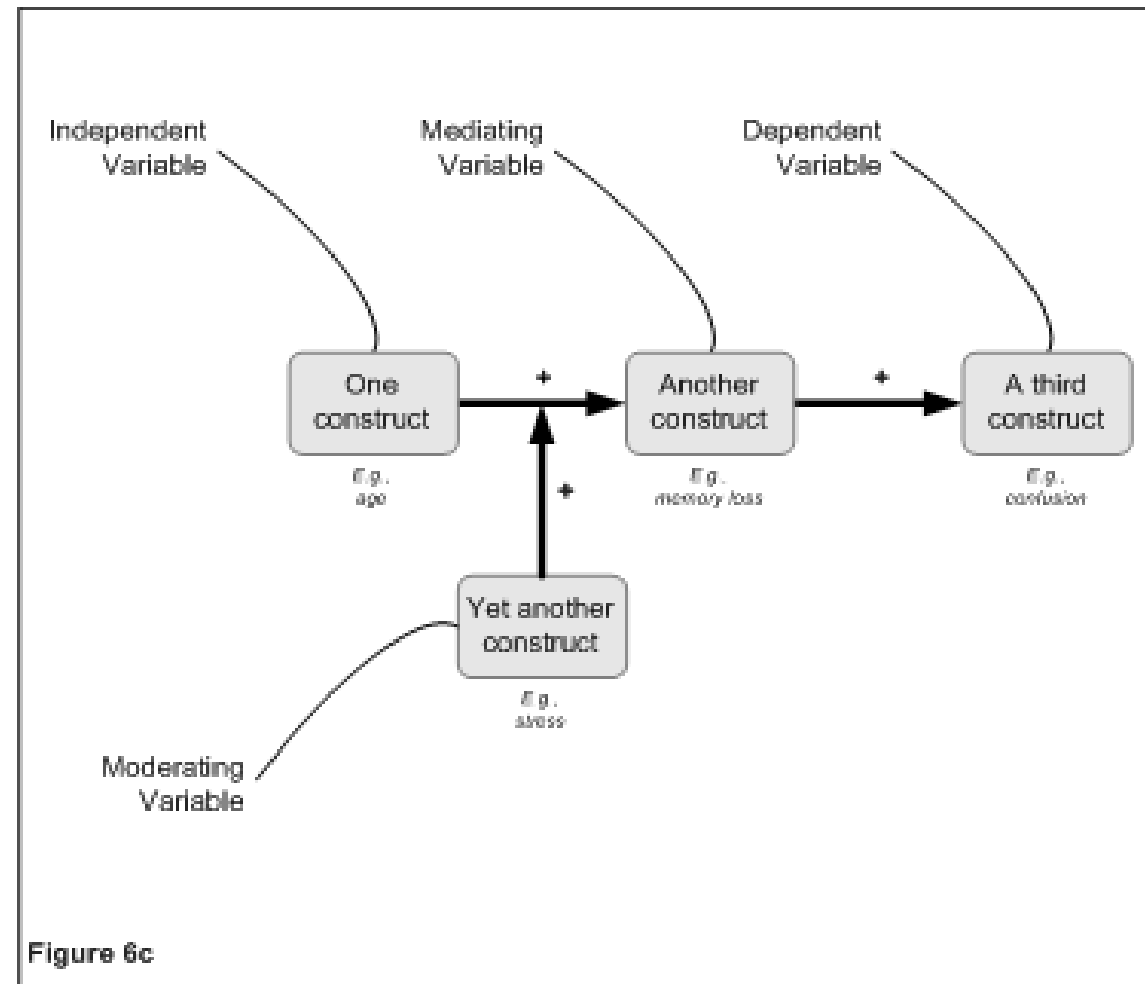 Independent
Variable
Mediating
Variable
Dependent
Variable
One
construct
+
Another
construct
+
A third
construct
E.g.,
age
E.g.,
memory loss
E.g.,
confusion
+
Yet another
construct
E.g.,
stress
Moderating
Variable
Figure 6c